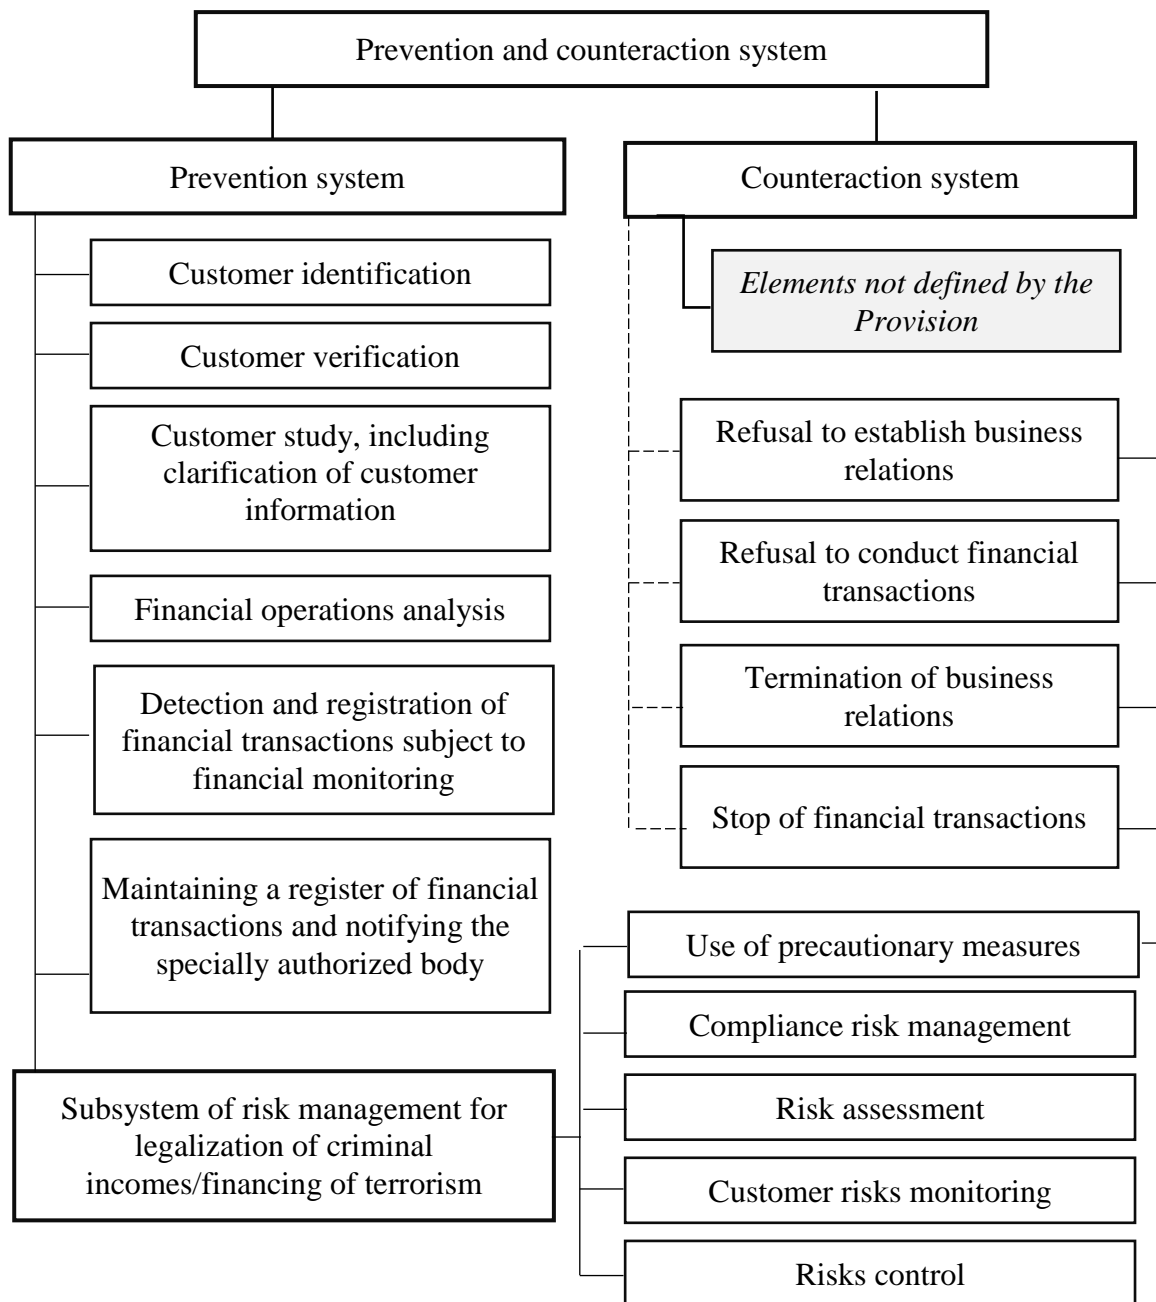 Prevention and counteraction system
Prevention system
Customer identification
Customer verification
Customer study, including
clarification of customer
information
Financial operations analysis
Detection and registration of
financial transactions subject to
financial monitoring
Maintaining a register of financial
transactions and notifying the
specially authorized body
Subsystem of risk management for
legalization of criminal
incomes/financing of terrorism
Counteraction system
Elements not defined by the
Provision
Refusal to establish business
relations
Refusal to conduct financial
transactions
Termination of business
relations
Stop of financial transactions
Use of precautionary measures
Compliance risk management
Risk assessment
Customer risks monitoring
Risks control